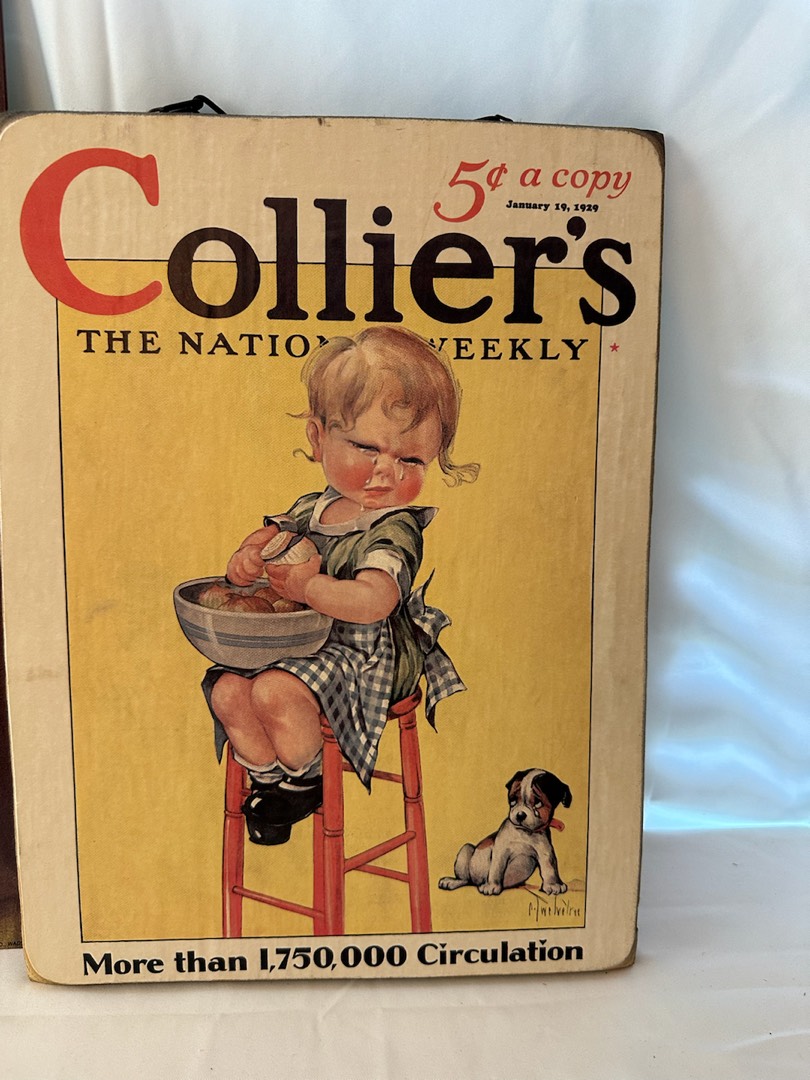 5¢ a copy
January 19, 1929
Collier's
THE NATIO WEEKLY
More than 1,750,000 Circulation